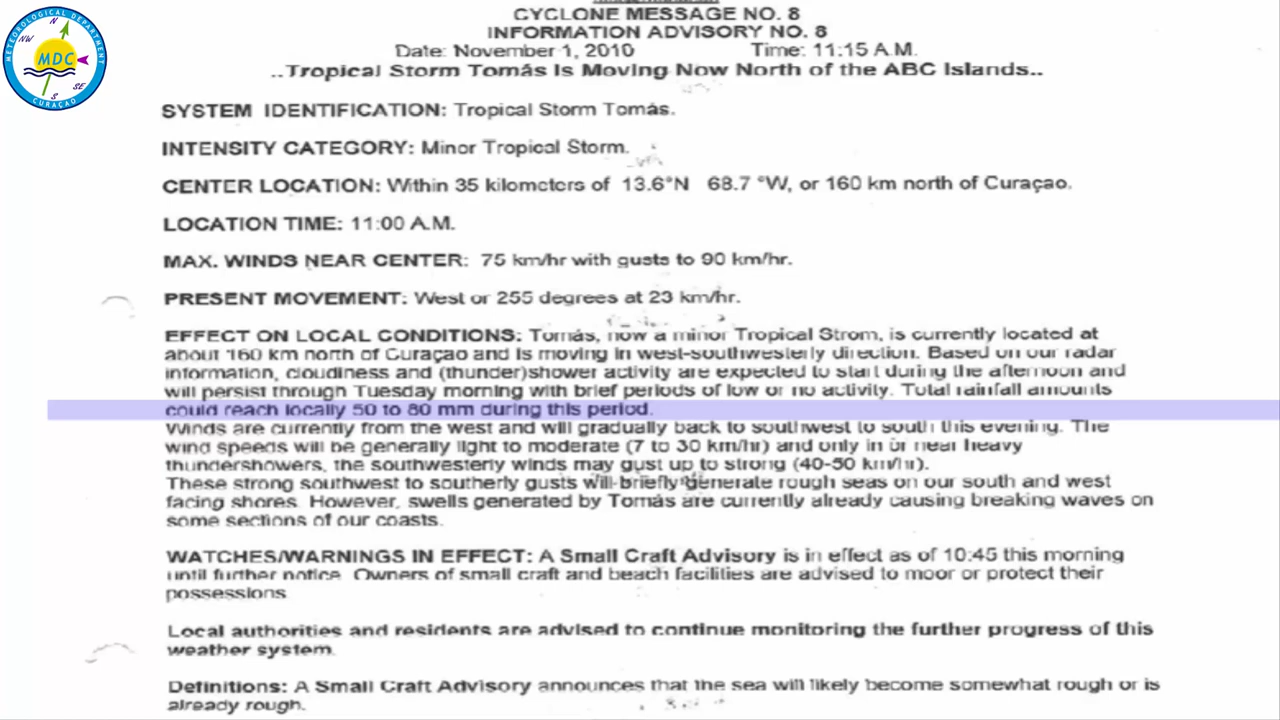 CYCLONE MESSAGE NO. 8
INFORMATION ADVISORY NO. 8
Date: November 1, 2010 Time: 11:15 A.M.
..Tropical Storm Tomás Is Moving Now North of the ABC Islands..
METEOROLOGICAL DEPARTMENT
N
NW
MDC
SE
S
CURAÇAO
SYSTEM IDENTIFICATION: Tropical Storm Tomás.
INTENSITY CATEGORY: Minor Tropical Storm.
CENTER LOCATION: Within 35 kilometers of 13.6°N 68.7 °W, or 160 km north of Curaçao.
LOCATION TIME: 11:00 A.M.
MAX. WINDS NEAR CENTER: 75 km/hr with gusts to 90 km/hr.
PRESENT MOVEMENT: West or 255 degrees at 23 km/hr.
EFFECT ON LOCAL CONDITIONS: Tomás, now a minor Tropical Strom, is currently located at
about 160 km north of Curaçao and is moving in west-southwesterly direction. Based on our radar
information, cloudiness and (thunder)shower activity are expected to start during the afternoon and
will persist through Tuesday morning with brief periods of low or no activity. Total rainfall amounts
could reach locally 50 to 80 mm during this period.
Winds are currently from the west and will gradually back to southwest to south this evening. The
wind speeds will be generally light to moderate (7 to 30 km/hr) and only in or near heavy
thundershowers, the southwesterly winds may gust up to strong (40-50 km/hr).
These strong southwest to southerly gusts will briefly generate rough seas on our south and west
facing shores. However, swells generated by Tomás are currently already causing breaking waves on
some sections of our coasts.
WATCHES/WARNINGS IN EFFECT: A Small Craft Advisory is in effect as of 10:45 this morning
until further notice. Owners of small craft and beach facilities are advised to moor or protect their
possessions
Local authorities and residents are advised to continue monitoring the further progress of this
weather system.
Definitions: A Small Craft Advisory announces that the sea will likely become somewhat rough or is
already rough.